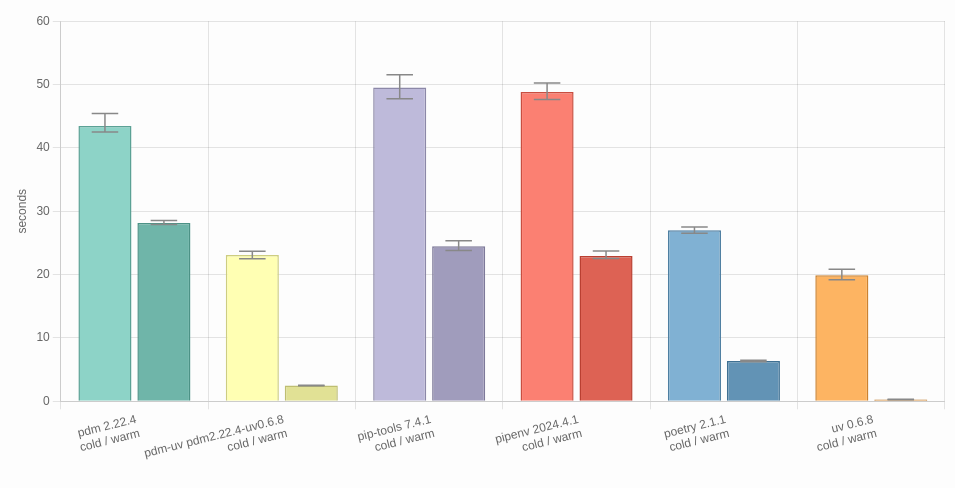 60
50
40
30
20
10
0
seconds
pdm 2.22.4
cold / warm
pdm-uv pdm2.22.4-uv0.6.8
cold / warm
pip-tools 7.4.1
cold / warm
pipenv 2024.4.1
cold / warm
poetry 2.1.1
cold / warm
uv 0.6.8
cold / warm